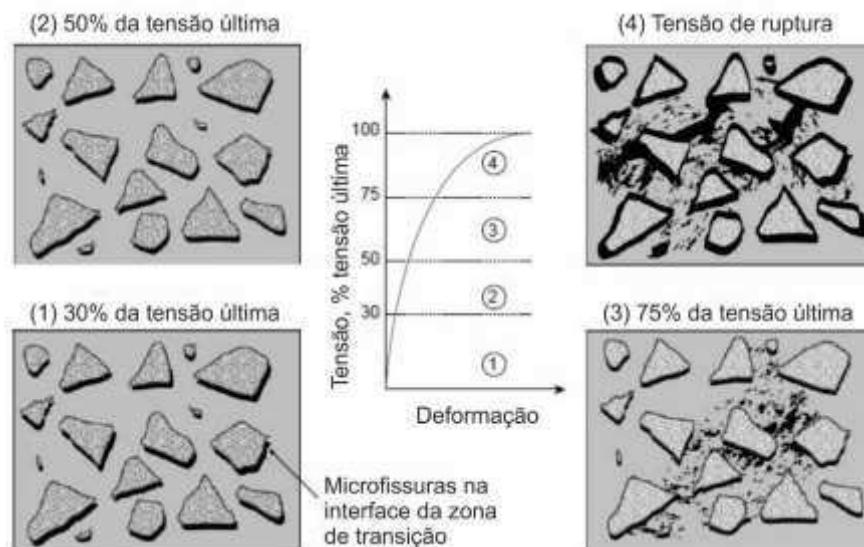 (2) 50% da tensão última
(4) Tensão de ruptura
Tensão, % tensão última
100
75
50
30
④
③
②
①
Deformação
(1) 30% da tensão última
(3) 75% da tensão última
Microfissuras na
interface da zona
de transição